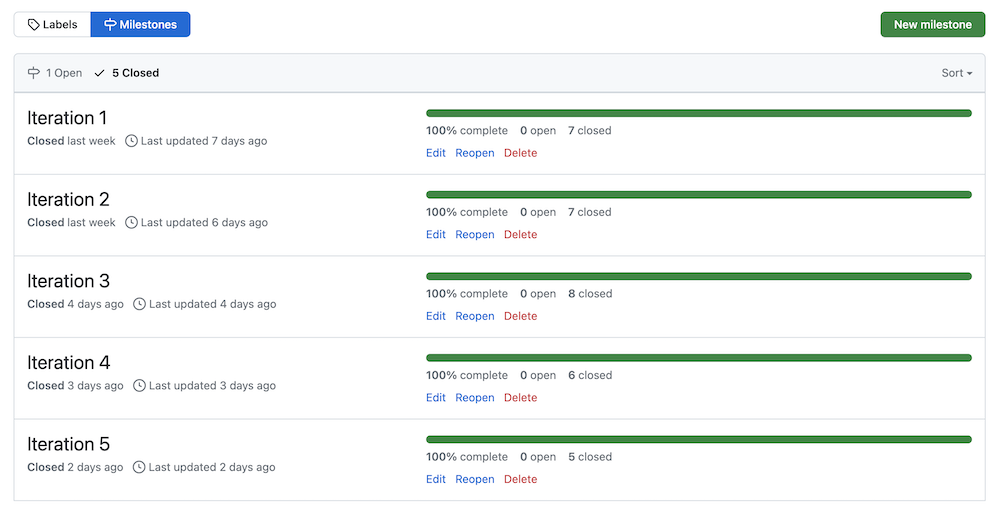 Labels Milestones New milestone
1 Open 5 Closed Sort
Iteration 1
Closed last week Last updated 7 days ago
100% complete 0 open 7 closed
Edit Reopen Delete
Iteration 2
Closed last week Last updated 6 days ago
100% complete 0 open 7 closed
Edit Reopen Delete
Iteration 3
Closed 4 days ago Last updated 4 days ago
100% complete 0 open 8 closed
Edit Reopen Delete
Iteration 4
Closed 3 days ago Last updated 3 days ago
100% complete 0 open 6 closed
Edit Reopen Delete
Iteration 5
Closed 2 days ago Last updated 2 days ago
100% complete 0 open 5 closed
Edit Reopen Delete